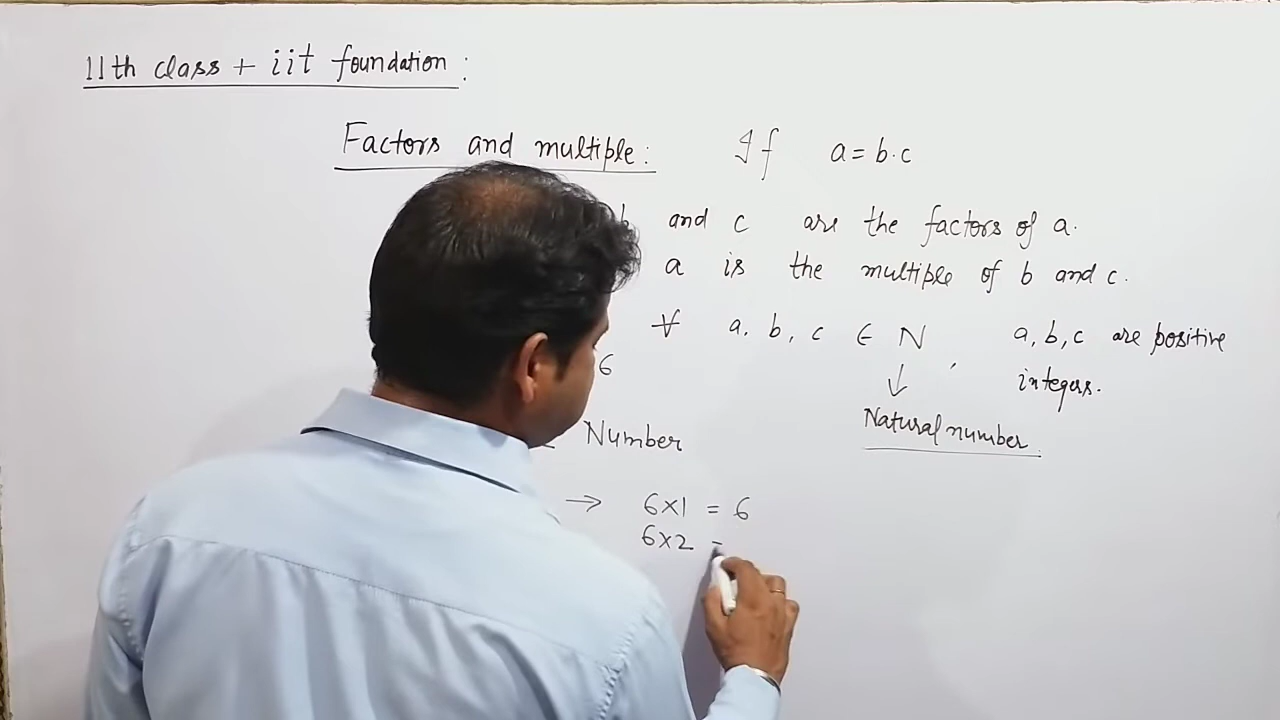 11th class + iit foundation :
Factors and multiple : If a = b.c
b and c are the factors of a.
a is the multiple of b and c.
∀ a, b, c ∈ N , a, b, c are positive
integers.
6
↓
Natural number.
Number
→ 6×1 = 6
6×2 =